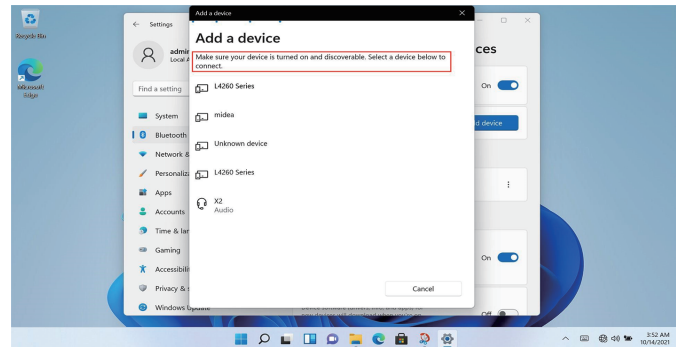 Recycle Bin
Microsoft
Edge
Settings
admin
Local A
Find a setting
System
Bluetooth
Network &
Personaliza
Apps
Accounts
Time & lan
Gaming
Accessibili
Privacy & s
Windows Update
Add a device
Add a device
Make sure your device is turned on and discoverable. Select a device below to
connect.
L4260 Series
midea
Unknown device
L4260 Series
X2
Audio
Cancel
ces
On
d device
On
Off
3:52 AM
10/14/2021